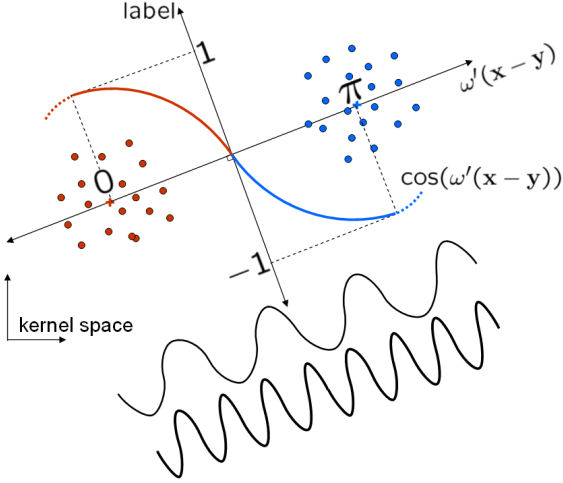 label
1
π
ω'(x − y)
0
cos(ω'(x − y))
−1
kernel space